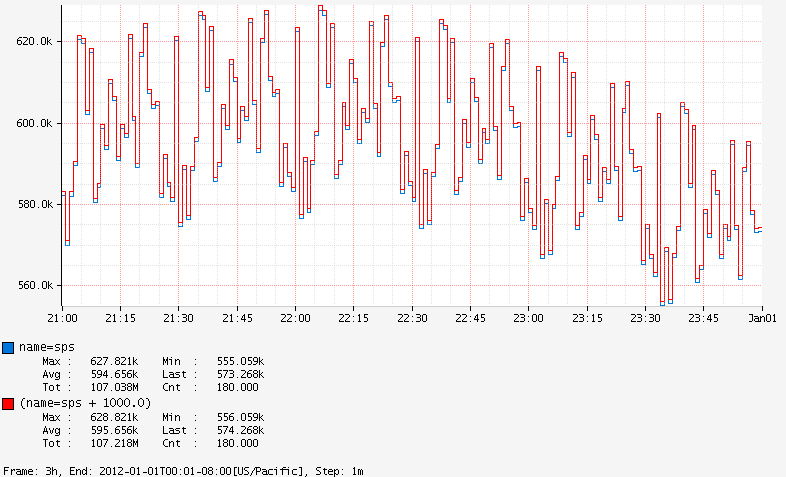 620.0k
600.0k
580.0k
560.0k
21:00 21:15 21:30 21:45 22:00 22:15 22:30 22:45 23:00 23:15 23:30 23:45 Jan01
name=sps
Max : 627.821k Min : 555.059k
Avg : 594.656k Last : 573.268k
Tot : 107.038M Cnt : 180.000
(name=sps + 1000.0)
Max : 628.821k Min : 556.059k
Avg : 595.656k Last : 574.268k
Tot : 107.218M Cnt : 180.000
Frame: 3h, End: 2012-01-01T00:01-08:00[US/Pacific], Step: 1m